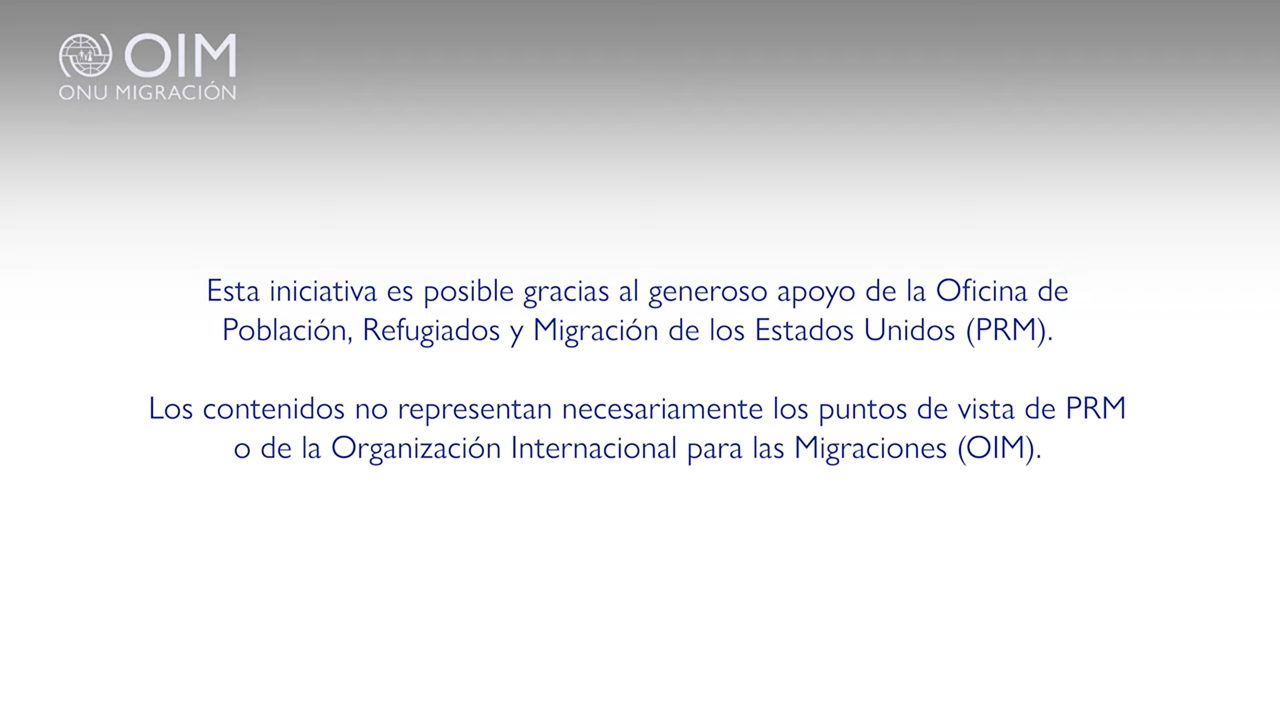 OIM
ONU MIGRACIÓN
Esta iniciativa es posible gracias al generoso apoyo de la Oficina de
Población, Refugiados y Migración de los Estados Unidos (PRM).
Los contenidos no representan necesariamente los puntos de vista de PRM
o de la Organización Internacional para las Migraciones (OIM).